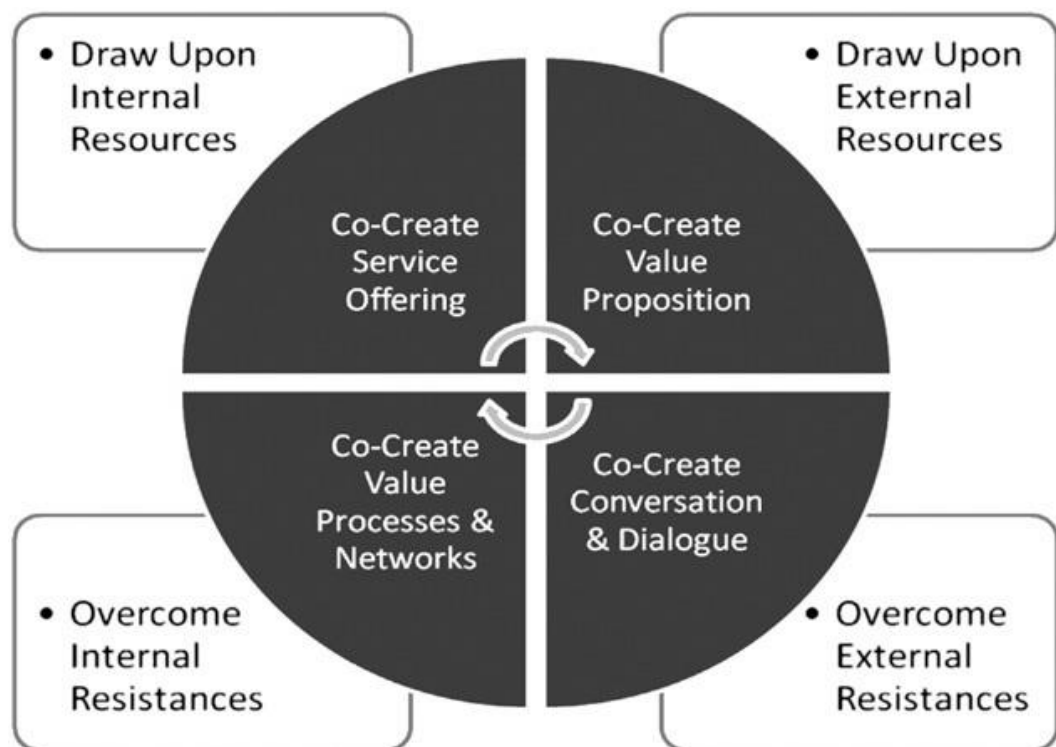 • Draw Upon
Internal
Resources
• Draw Upon
External
Resources
Co-Create
Service
Offering
Co-Create
Value
Proposition
Co-Create
Value
Processes &
Networks
Co-Create
Conversation
& Dialogue
• Overcome
Internal
Resistances
• Overcome
External
Resistances